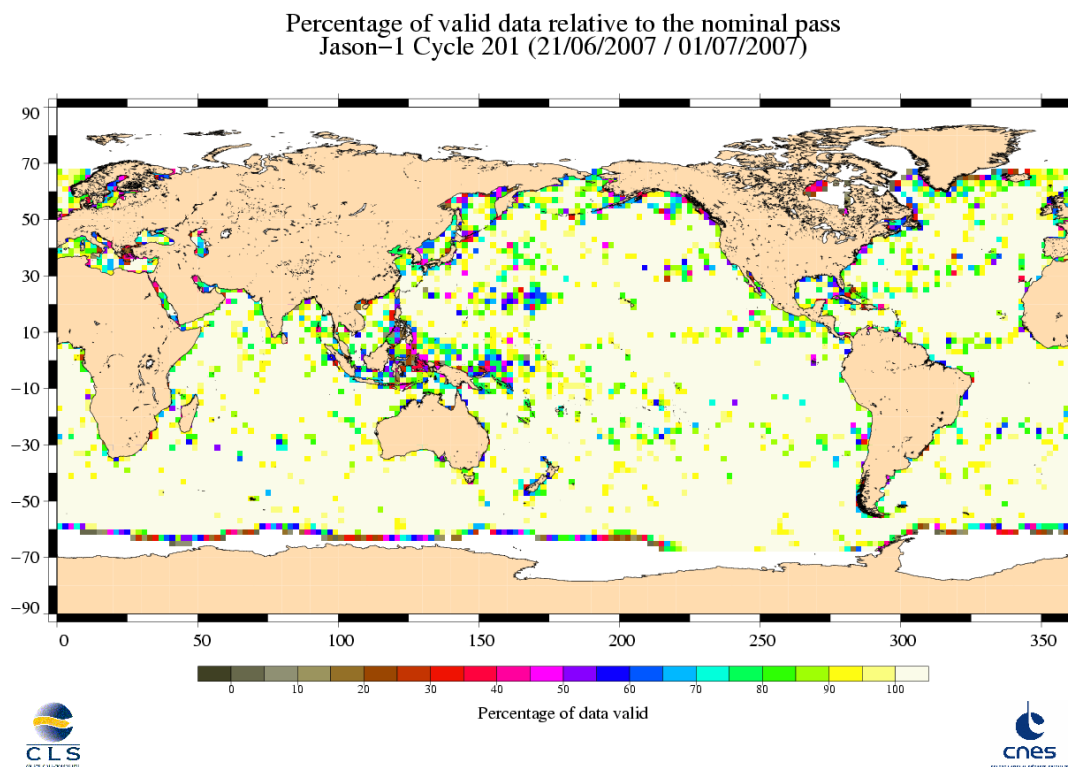 Percentage of valid data relative to the nominal pass
Jason−1 Cycle 201 (21/06/2007 / 01/07/2007)
90
70
50
30
10
−10
−30
−50
−70
−90
0 50 100 150 200 250 300 350
0 10 20 30 40 50 60 70 80 90 100
Percentage of data valid
CLS
cnes